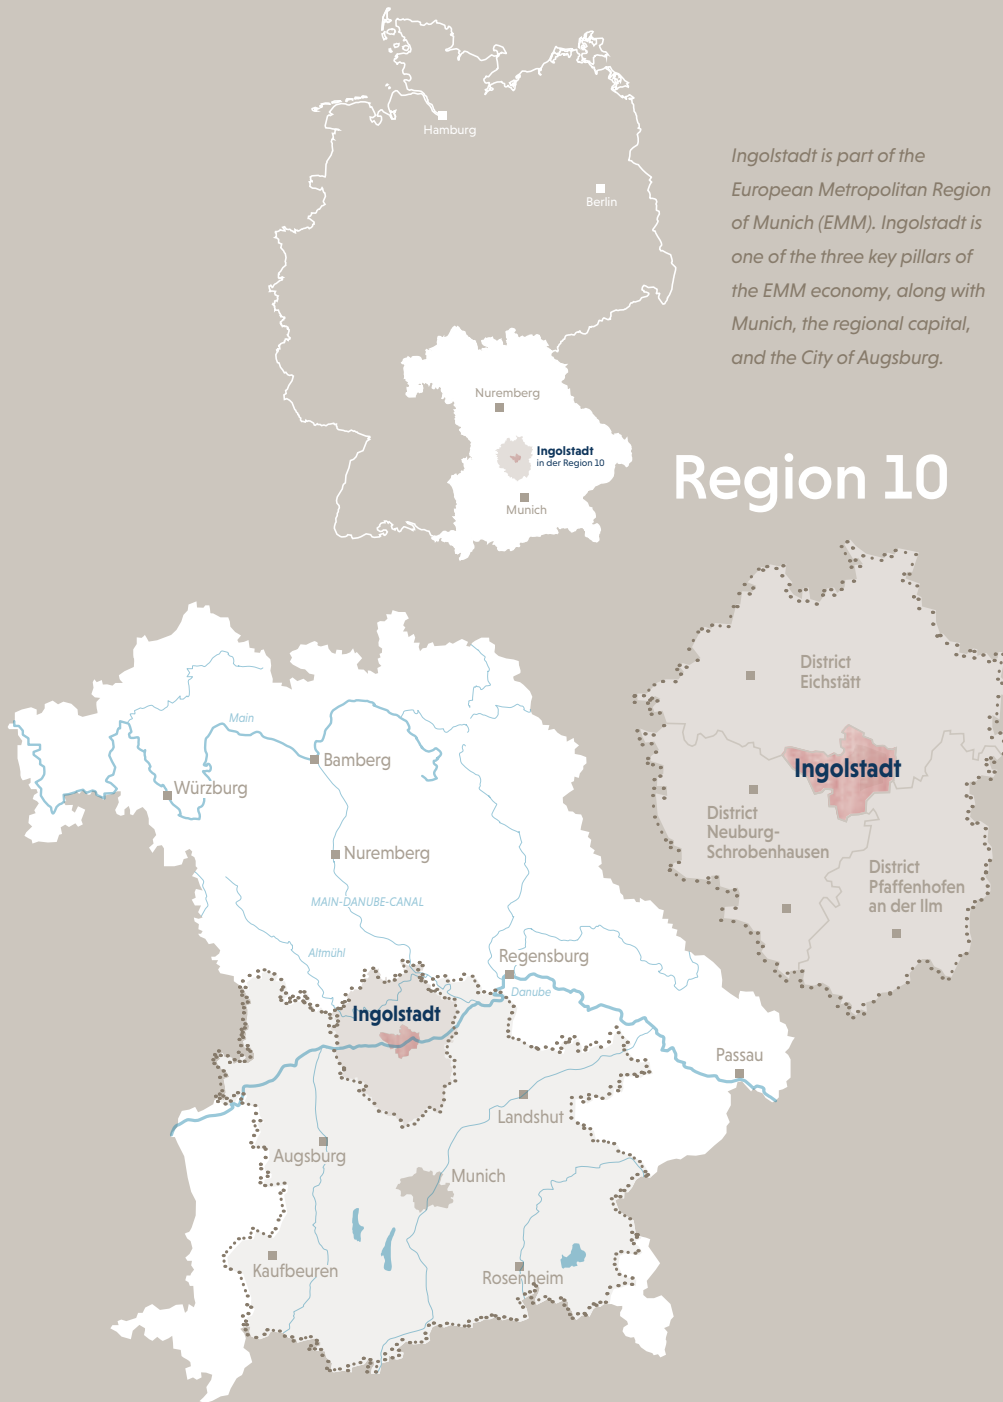 Hamburg
Berlin
Ingolstadt is part of the
European Metropolitan Region
of Munich (EMM). Ingolstadt is
one of the three key pillars of
the EMM economy, along with
Munich, the regional capital,
and the City of Augsburg.
Nuremberg
Ingolstadt
in der Region 10
Munich
Region 10
District
Eichstätt
Ingolstadt
District
Neuburg-
Schrobenhausen
District
Pfaffenhofen
an der Ilm
Main
Bamberg
Würzburg
Nuremberg
MAIN-DANUBE-CANAL
Altmühl
Regensburg
Danube
Ingolstadt
Passau
Landshut
Augsburg
Munich
Kaufbeuren
Rosenheim